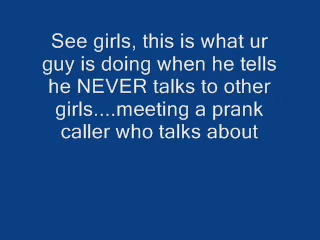 See girls, this is what ur
guy is doing when he tells
he NEVER talks to other
girls....meeting a prank
caller who talks about